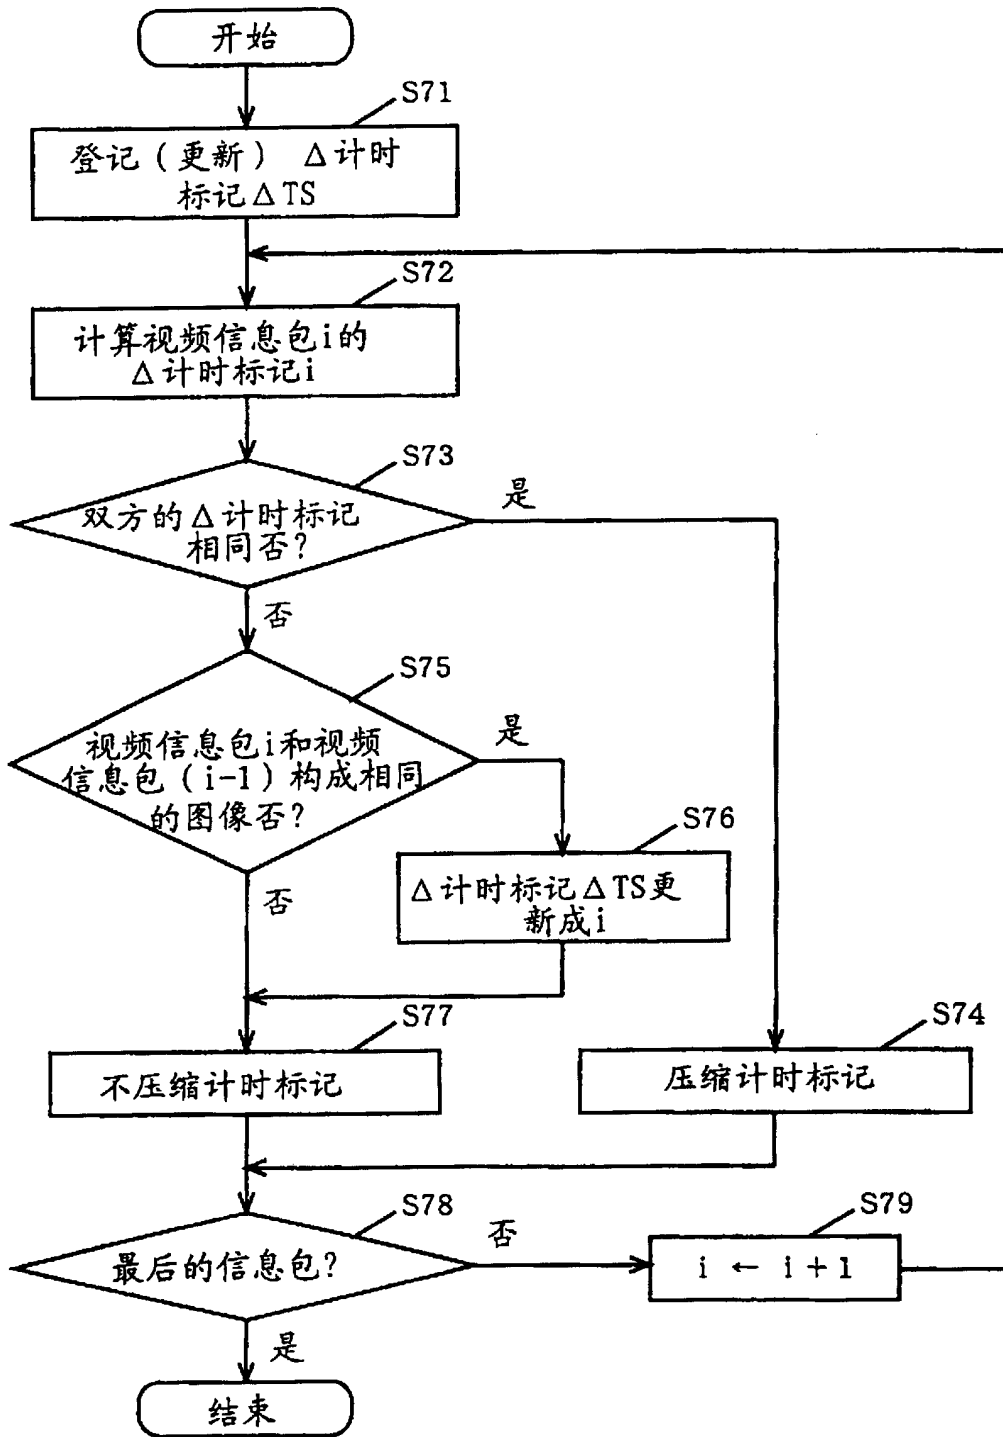 开始
S71
登记（更新） Δ计时
标记ΔTS
S72
计算视频信息包i的
Δ计时标记i
S73
双方的Δ计时标记
相同否？
是
否
S75
视频信息包i和视频
信息包（i-1）构成相同
的图像否？
是
否
S76
Δ计时标记ΔTS更
新成i
S77
不压缩计时标记
S74
压缩计时标记
S78
最后的信息包？
否
S79
i ← i+1
是
结束